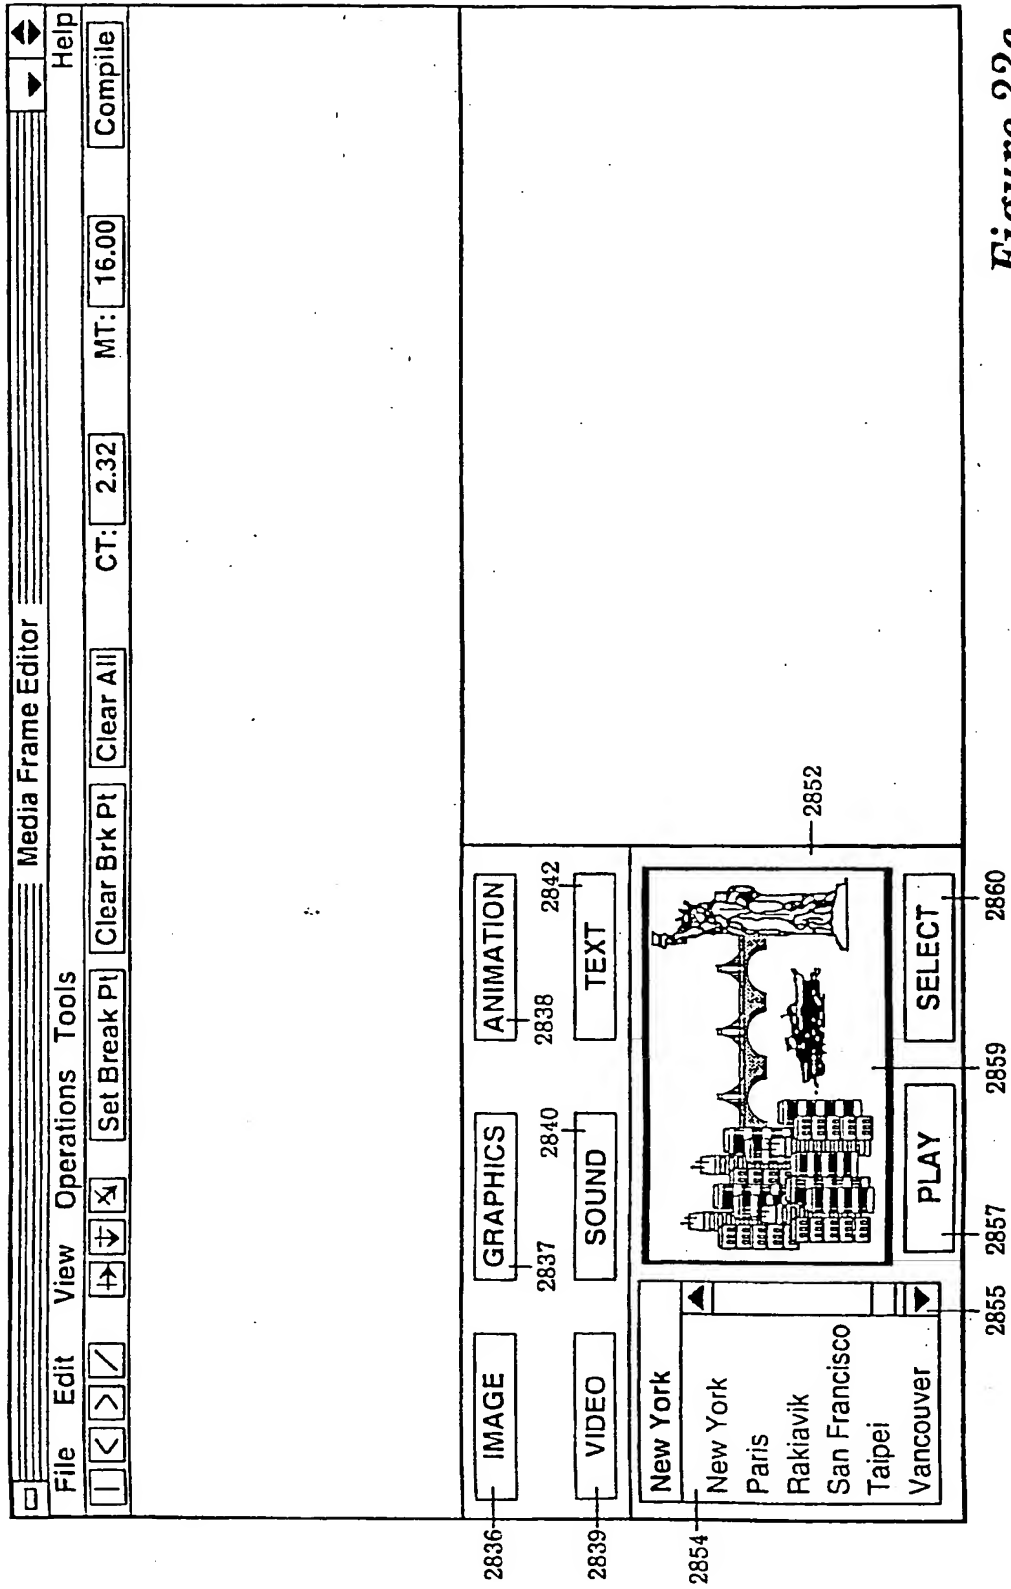 Media Frame Editor
File Edit View Operations Tools Help
Set Break Pt Clear Brk Pt Clear All CT: 2.32 MT: 16.00 Compile
2836 IMAGE GRAPHICS ANIMATION
2837 2838
2840 2842
2839 VIDEO SOUND TEXT
New York
2854
New York
Paris
Rakiavik
San Francisco
Taipei
Vancouver
2852
PLAY SELECT
2855 2857 2859 2860
Figure